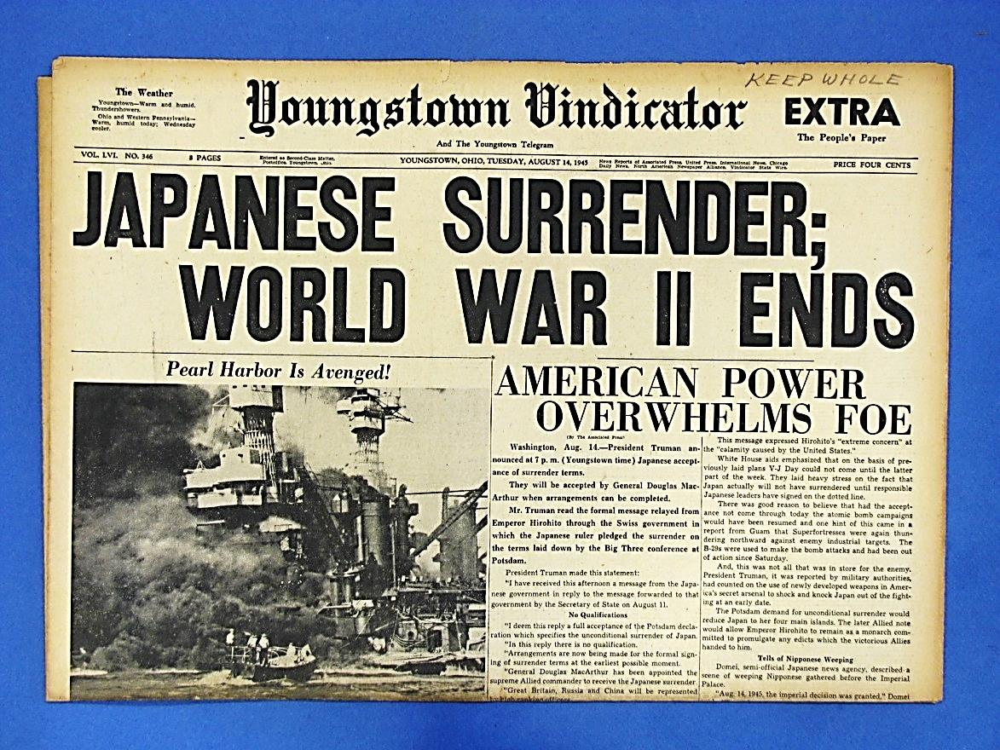 KEEP WHOLE
The Weather
Youngstown—Warm and humid.
Thundershowers.
Ohio and Western Pennsylvania—
Warm, humid today; Wednesday
cooler.
Youngstown Vindicator
And The Youngstown Telegram
EXTRA
The People's Paper
VOL. LVI. NO. 346
8 PAGES
Entered as Second-Class Matter,
Postoffice, Youngstown, Ohio.
YOUNGSTOWN, OHIO, TUESDAY, AUGUST 14, 1945
News Reports of Associated Press, United Press, International News, Chicago
Daily News, North American Newspaper Alliance, Vindicator State Wire.
PRICE FOUR CENTS
JAPANESE SURRENDER;
WORLD WAR II ENDS
Pearl Harbor Is Avenged!
AMERICAN POWER
OVERWHELMS FOE
(By The Associated Press)
Washington, Aug. 14.—President Truman an-
nounced at 7 p. m. (Youngstown time) Japanese accept-
ance of surrender terms.
They will be accepted by General Douglas Mac-
Arthur when arrangements can be completed.
Mr. Truman read the formal message relayed from
Emperor Hirohito through the Swiss government in
which the Japanese ruler pledged the surrender on
the terms laid down by the Big Three conference at
Potsdam.
President Truman made this statement:
"I have received this afternoon a message from the Japa-
nese government in reply to the message forwarded to that
government by the Secretary of State on August 11.
No Qualifications
"I deem this reply a full acceptance of the Potsdam decla-
ration which specifies the unconditional surrender of Japan.
"In this reply there is no qualification.
"Arrangements are now being made for the formal sign-
ing of surrender terms at the earliest possible moment.
"General Douglas MacArthur has been appointed the
supreme Allied commander to receive the Japanese surrender.
"Great Britain, Russia and China will be represented
by high ranking officers.
This message expressed Hirohito's "extreme concern" at
the "calamity caused by the United States."
White House aids emphasized that on the basis of pre-
viously laid plans V-J Day could not come until the latter
part of the week. They laid heavy stress on the fact that
Japan actually will not have surrendered until responsible
Japanese leaders have signed on the dotted line.
There was good reason to believe that had the accept-
ance not come through today the atomic bomb campaigns
would have been resumed and one hint of this came in a
report from Guam that Superfortresses were again thun-
dering northward against enemy industrial targets. The
B-29s were used to make the bomb attacks and had been out
of action since Saturday.
And, this was not all that was in store for the enemy.
President Truman, it was reported by military authorities,
had counted on the use of newly developed weapons in Amer-
ica's secret arsenal to shock and knock Japan out of the fight-
ing at an early date.
The Potsdam demand for unconditional surrender would
reduce Japan to her four main islands. The later Allied note
would allow Emperor Hirohito to remain as a monarch com-
mitted to promulgate any edicts which the victorious Allies
handed to him.
Tells of Nipponese Weeping
Domei, semi-official Japanese news agency, described a
scene of weeping Nipponese gathered before the Imperial
Palace.
"Aug. 14, 1945, the imperial decision was granted," Domei